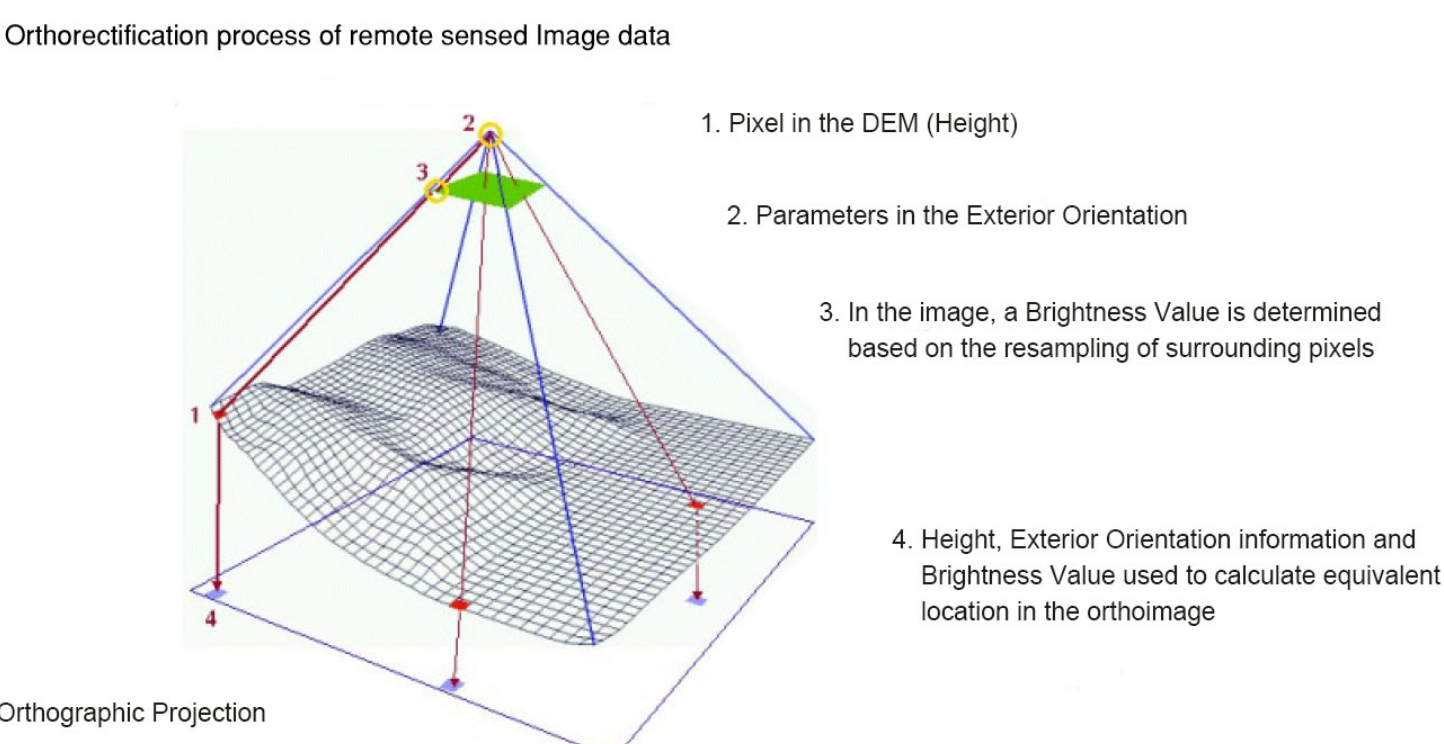 Orthorectification process of remote sensed Image data
2
1. Pixel in the DEM (Height)
3
2. Parameters in the Exterior Orientation
3. In the image, a Brightness Value is determined
based on the resampling of surrounding pixels
1
4. Height, Exterior Orientation information and
Brightness Value used to calculate equivalent
location in the orthoimage
4
Orthographic Projection